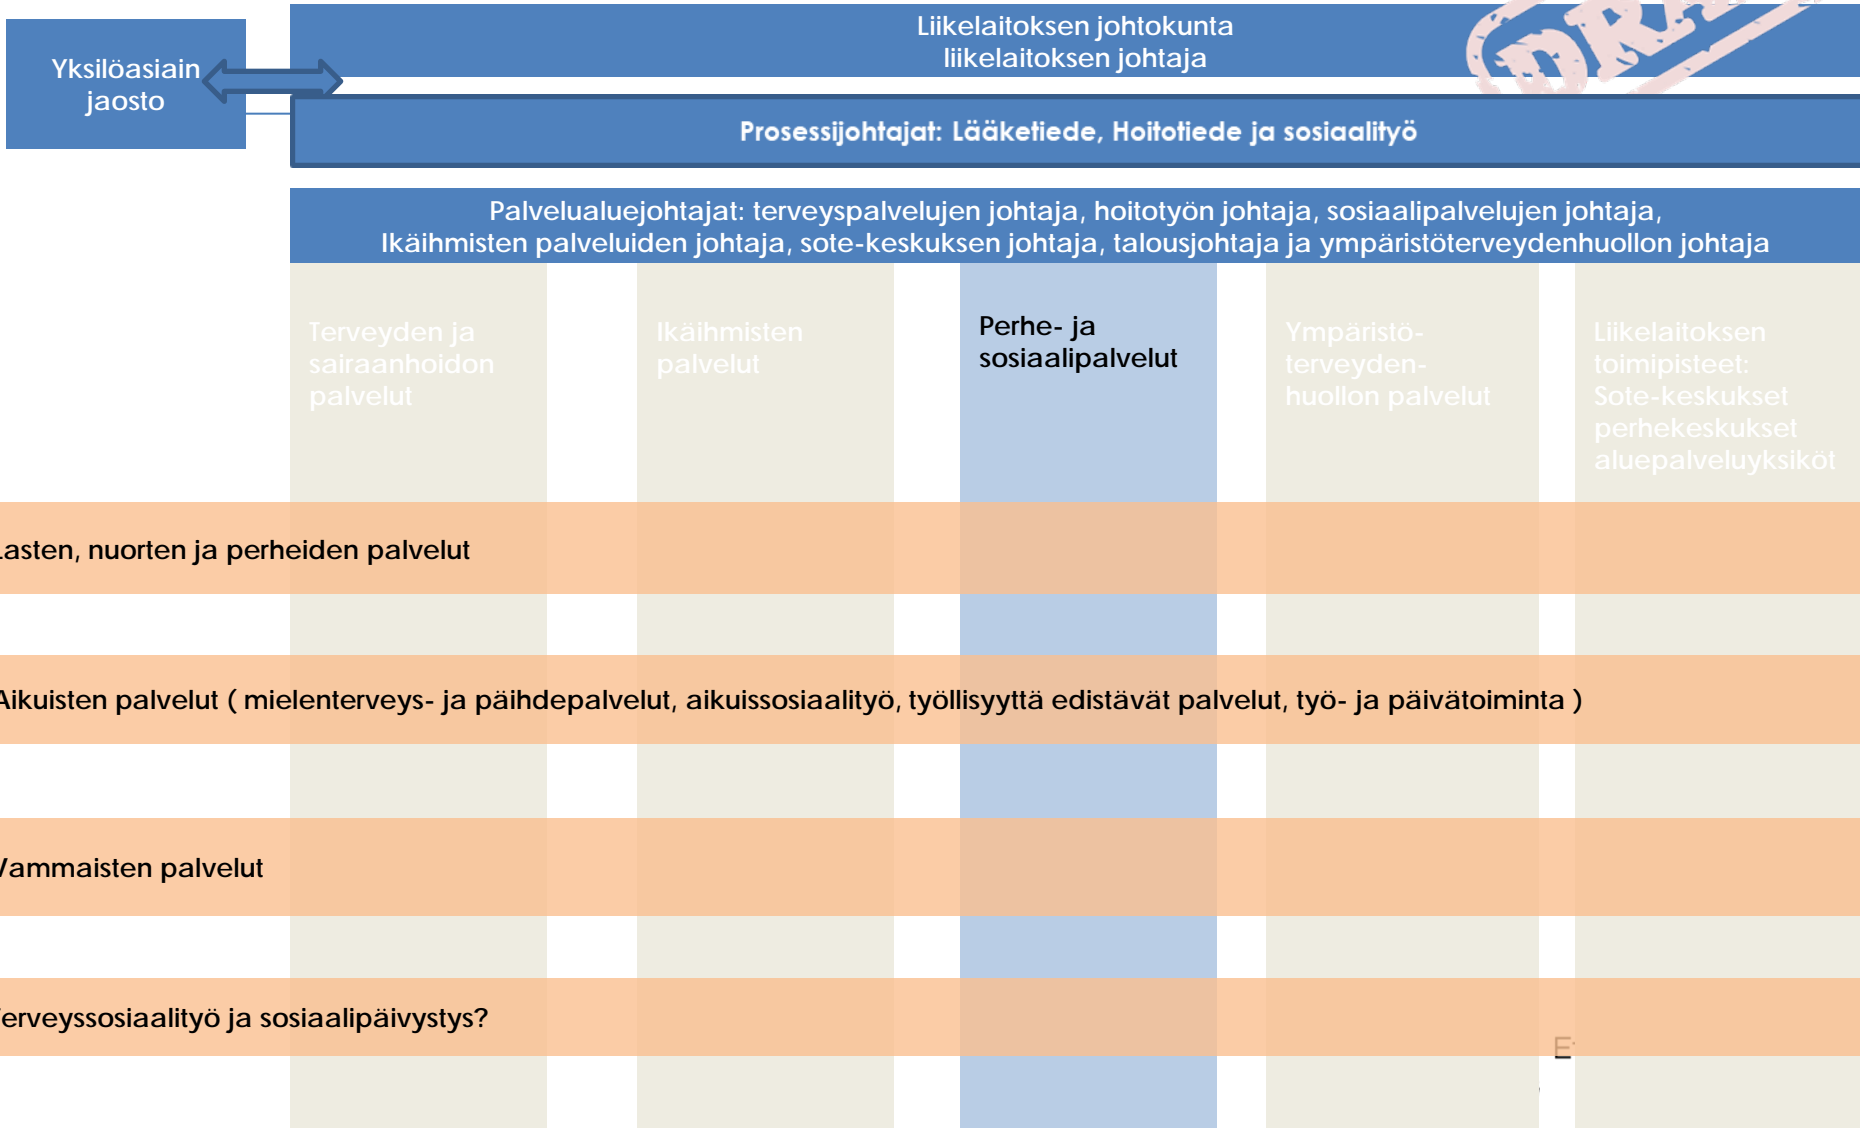 Liikelaitoksen johtokunta
liikelaitoksen johtaja
Yksilöasiain
jaosto
Prosessijohtajat: Lääketiede, Hoitotiede ja sosiaalityö
Palvelualuejohtajat: terveyspalvelujen johtaja, hoitotyön johtaja, sosiaalipalvelujen johtaja,
Ikäihmisten palveluiden johtaja, sote-keskuksen johtaja, talousjohtaja ja ympäristöterveydenhuollon johtaja
Terveyden ja
sairaanhoidon
palvelut
Ikäihmisten
palvelut
Perhe- ja
sosiaalipalvelut
Ympäristö-
terveyden-
huollon palvelut
Liikelaitoksen
toimipisteet:
Sote-keskukset
perhekeskukset
aluepalveluyksiköt
Lasten, nuorten ja perheiden palvelut
Aikuisten palvelut ( mielenterveys- ja päihdepalvelut, aikuissosiaalityö, työllisyyttä edistävät palvelut, työ- ja päivätoiminta )
Vammaisten palvelut
erveyssosiaalityö ja sosiaalipäivystys?